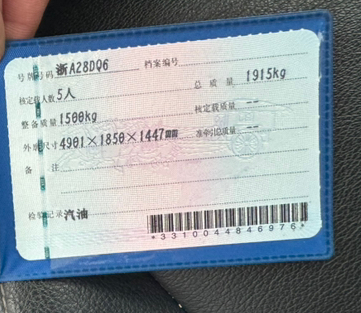 号牌号码 浙A28DQ6 档案编号
核定载人数 5人 总质量 1915kg
整备质量 1500kg 核定载质量 --
外廓尺寸 4901×1850×1447mm 准牵引总质量 --
备注
检验记录 汽油
*3310044846976*